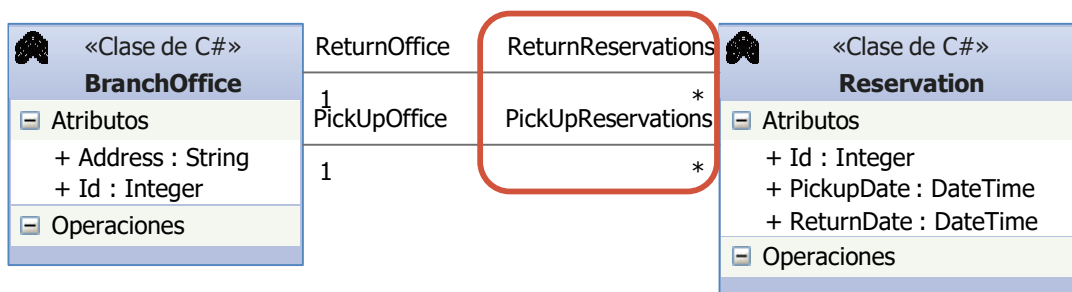 «Clase de C#»
BranchOffice
Atributos
+ Address : String
+ Id : Integer
Operaciones
ReturnOffice
ReturnReservations
1
*
PickUpOffice
PickUpReservations
1
*
«Clase de C#»
Reservation
Atributos
+ Id : Integer
+ PickupDate : DateTime
+ ReturnDate : DateTime
Operaciones